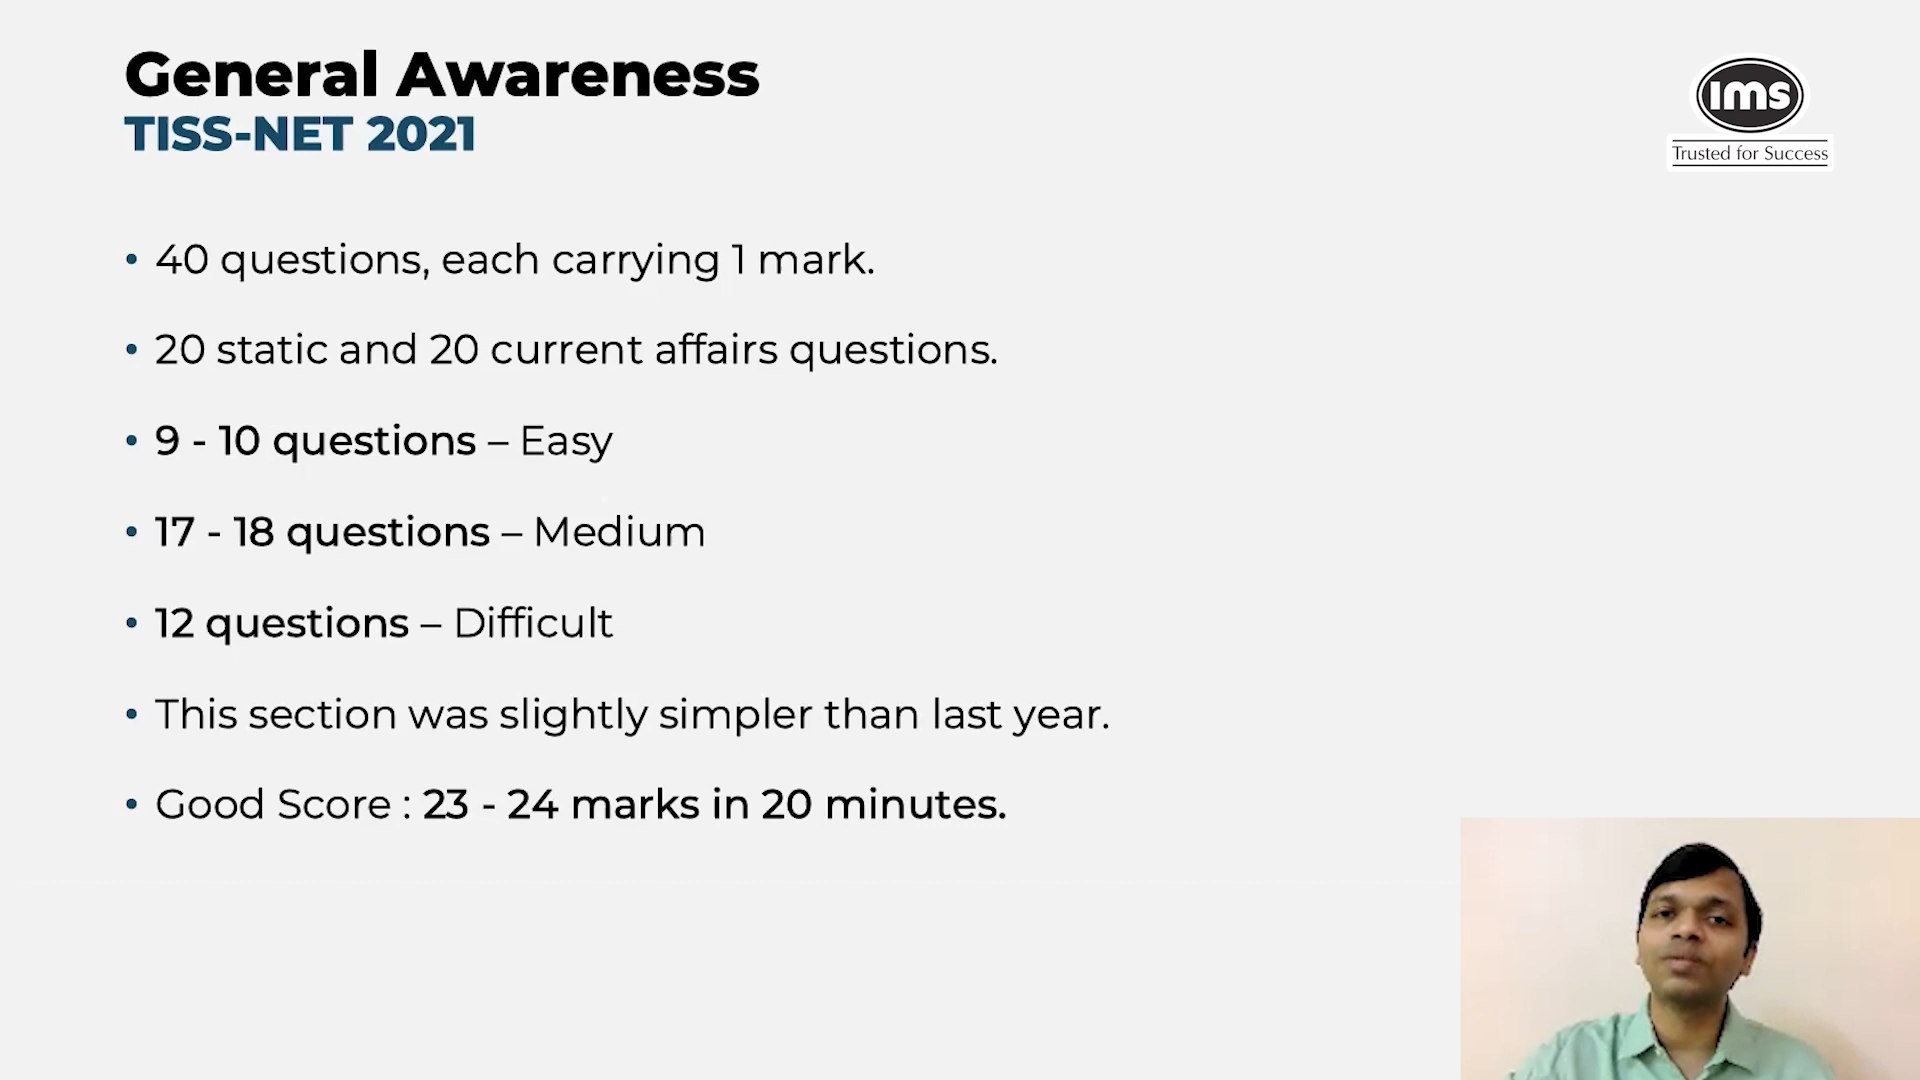 General Awareness
TISS-NET 2021
ims
Trusted for Success
• 40 questions, each carrying 1 mark.
• 20 static and 20 current affairs questions.
• 9 - 10 questions – Easy
• 17 - 18 questions – Medium
• 12 questions – Difficult
• This section was slightly simpler than last year.
• Good Score : 23 - 24 marks in 20 minutes.